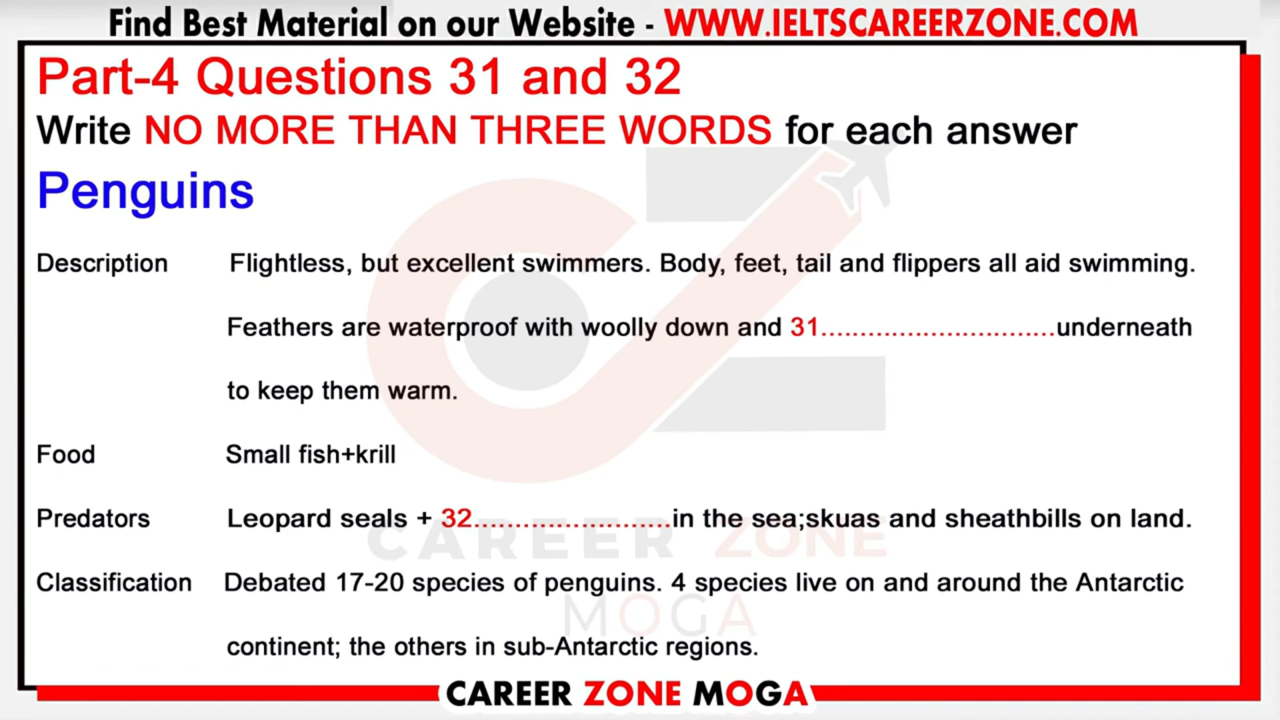 Find Best Material on our Website - WWW.IELTSCAREERZONE.COM
Part-4 Questions 31 and 32
Write NO MORE THAN THREE WORDS for each answer
Penguins
Description Flightless, but excellent swimmers. Body, feet, tail and flippers all aid swimming.
Feathers are waterproof with woolly down and 31.............................underneath
to keep them warm.
Food Small fish+krill
Predators Leopard seals + 32........................in the sea;skuas and sheathbills on land.
CAREER ZONE
Classification Debated 17-20 species of penguins. 4 species live on and around the Antarctic
MOGA
continent; the others in sub-Antarctic regions.
CAREER ZONE MOGA